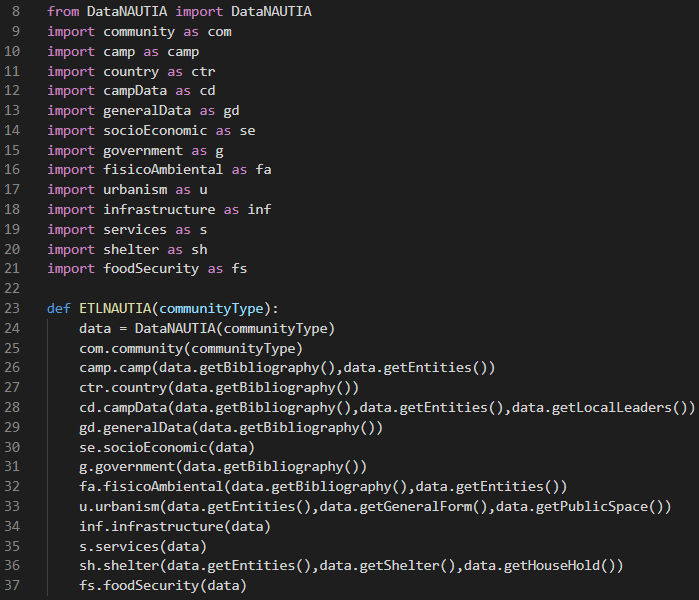 8 from DataNAUTIA import DataNAUTIA
9 import community as com
10 import camp as camp
11 import country as ctr
12 import campData as cd
13 import generalData as gd
14 import socioEconomic as se
15 import government as g
16 import fisicoAmbiental as fa
17 import urbanism as u
18 import infrastructure as inf
19 import services as s
20 import shelter as sh
21 import foodSecurity as fs
22
23 def ETLNAUTIA(communityType):
24     data = DataNAUTIA(communityType)
25     com.community(communityType)
26     camp.camp(data.getBibliography(),data.getEntities())
27     ctr.country(data.getBibliography())
28     cd.campData(data.getBibliography(),data.getEntities(),data.getLocalLeaders())
29     gd.generalData(data.getBibliography())
30     se.socioEconomic(data)
31     g.government(data.getBibliography())
32     fa.fisicoAmbiental(data.getBibliography(),data.getEntities())
33     u.urbanism(data.getEntities(),data.getGeneralForm(),data.getPublicSpace())
34     inf.infrastructure(data)
35     s.services(data)
36     sh.shelter(data.getEntities(),data.getShelter(),data.getHouseHold())
37     fs.foodSecurity(data)